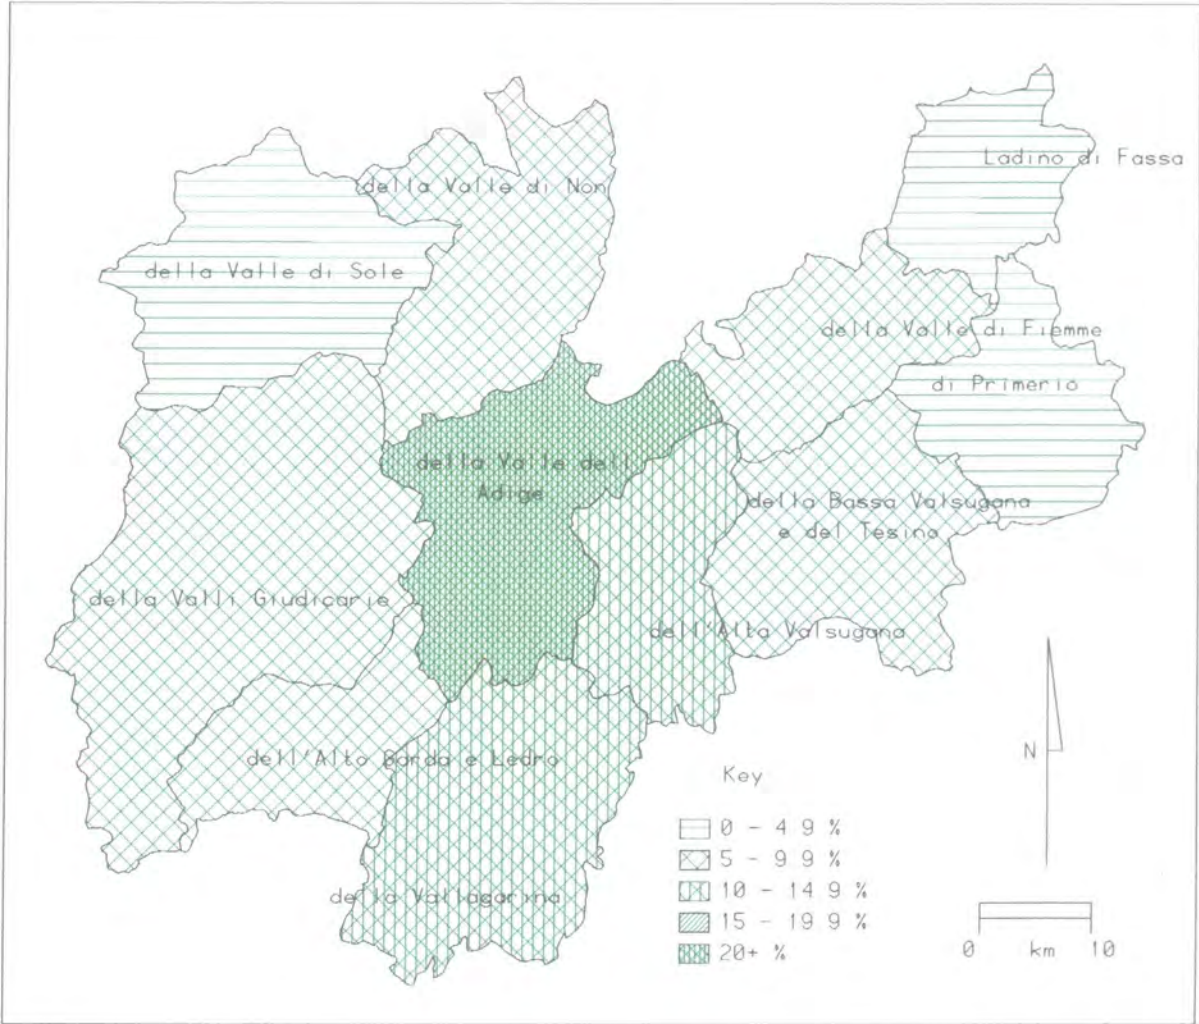 Ladino di Fassa
della Valle di Non
della Valle di Sole
della Valle di Fiemme
di Primerio
della Valle dell
Adige
della Bassa Valsugana
e del Tesino
della Valli Giudicarie
dell'Alta Valsugana
dell'Alto Garda e Ledro
della Vallagarina
N
Key
0 - 4 9 %
5 - 9 9 %
10 - 14 9 %
15 - 19 9 %
20+ %
0 km 10